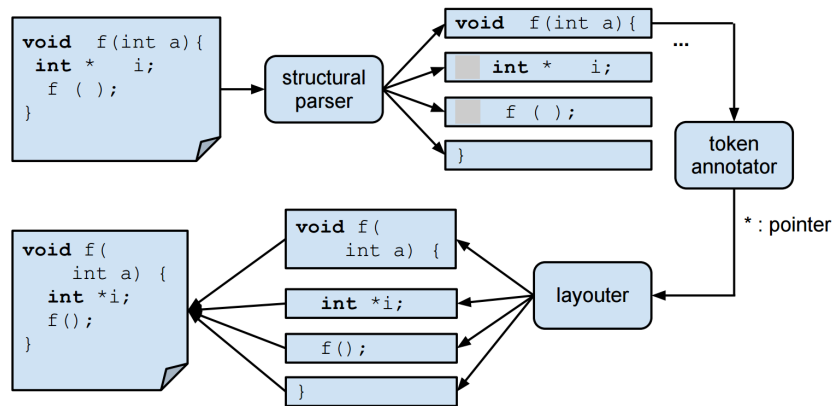 void  f(int a){
 int *   i;
  f ( );
}
structural
parser
void  f(int a){
int *   i;
f ( );
}
...
token
annotator
* : pointer
layouter
void f(
    int a) {
int *i;
f();
}
void f(
    int a) {
  int *i;
  f();
}